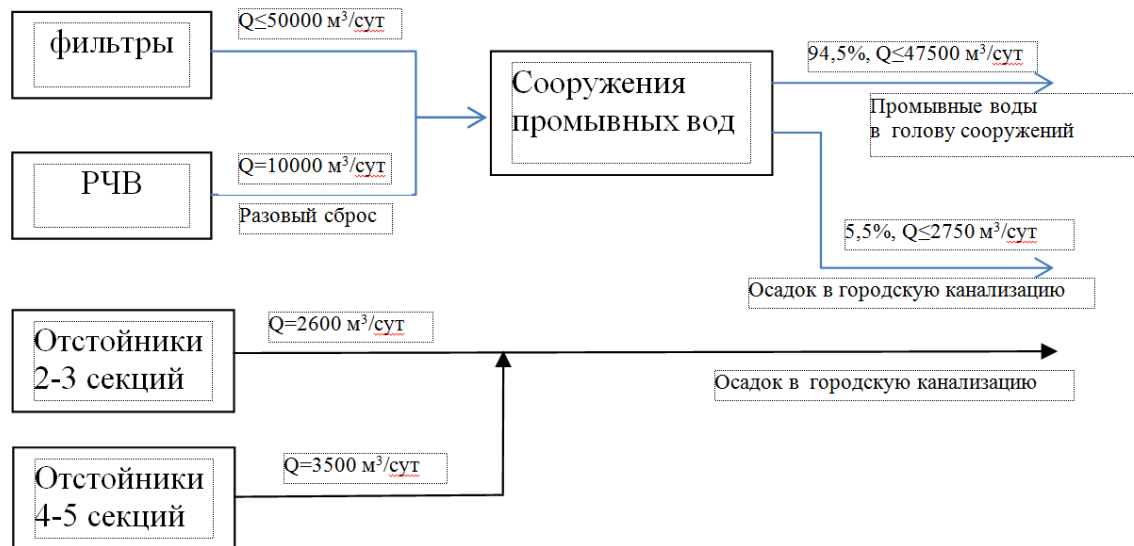 фильтры
Q≤50000 м³/сут
РЧВ
Q=10000 м³/сут
Разовый сброс
Сооружения
промывных вод
94,5%, Q≤47500 м³/сут
Промывные воды
в голову сооружений
5,5%, Q≤2750 м³/сут
Осадок в городскую канализацию
Отстойники
2-3 секций
Q=2600 м³/сут
Осадок в городскую канализацию
Отстойники
4-5 секций
Q=3500 м³/сут